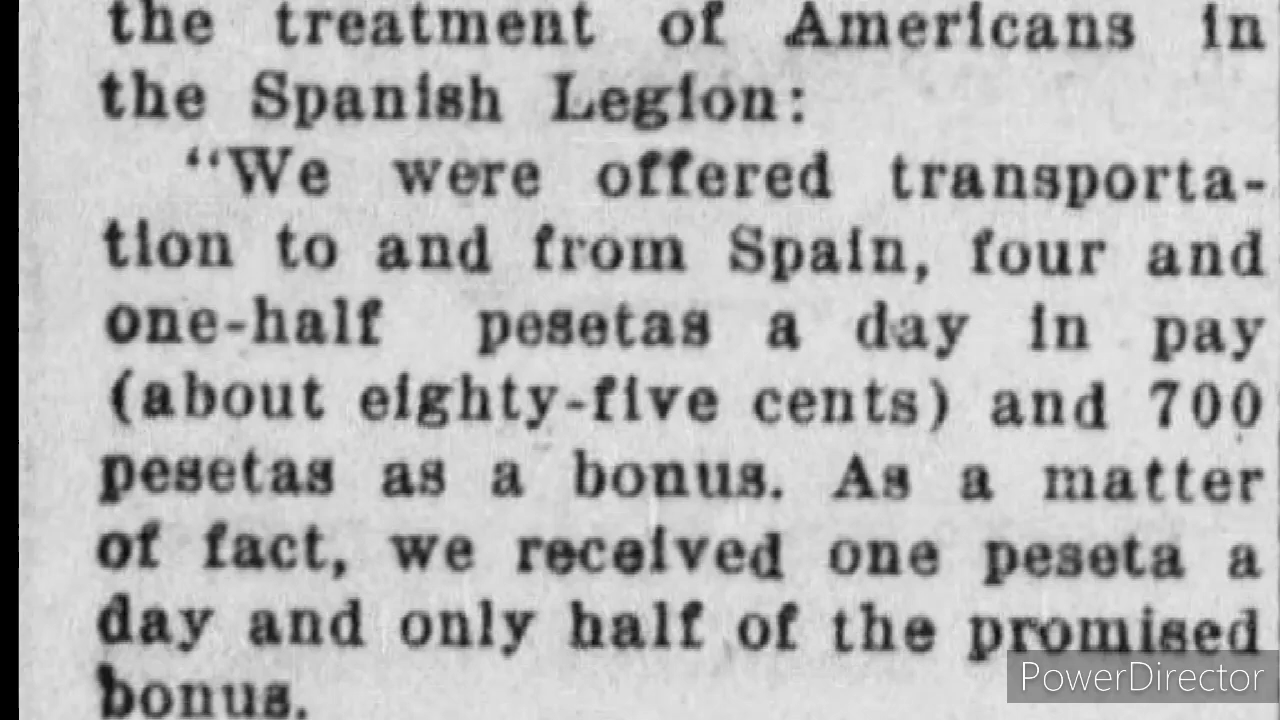 the treatment of Americans in
the Spanish Legion:
"We were offered transporta-
tion to and from Spain, four and
one-half pesetas a day in pay
(about eighty-five cents) and 700
pesetas as a bonus. As a matter
of fact, we received one peseta a
day and only half of the promised
bonus.
PowerDirector